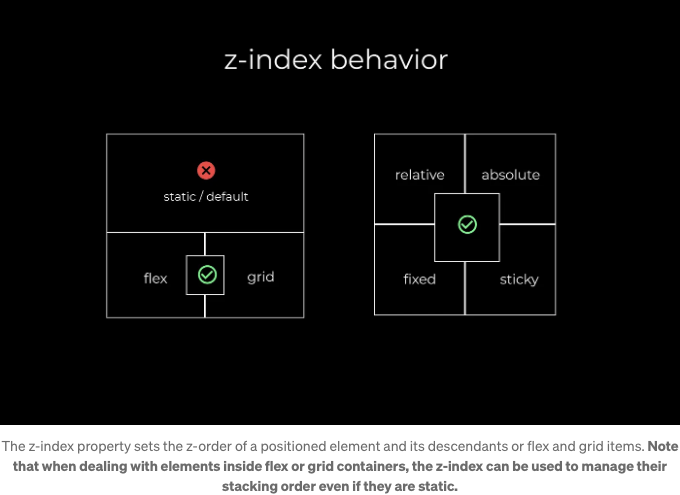 z-index behavior
static / default
flex
grid
relative
absolute
fixed
sticky
The z-index property sets the z-order of a positioned element and its descendants or flex and grid items. Note
that when dealing with elements inside flex or grid containers, the z-index can be used to manage their
stacking order even if they are static.